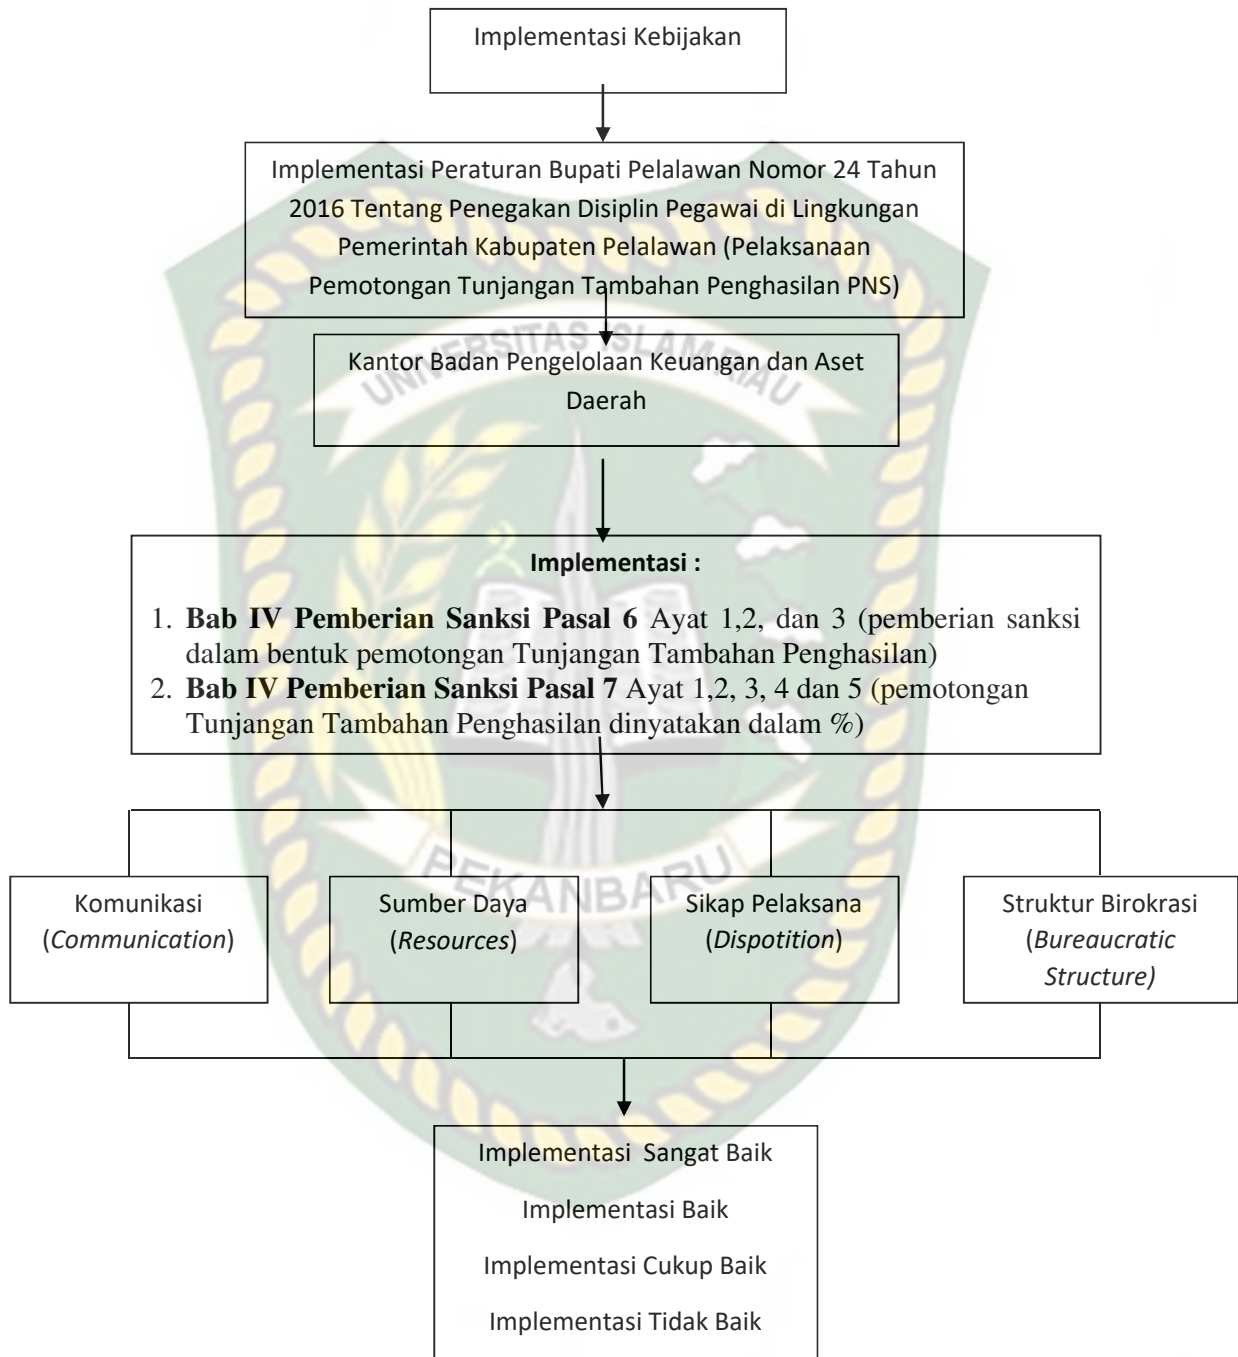 Implementasi Kebijakan
Implementasi Peraturan Bupati Pelalawan Nomor 24 Tahun
2016 Tentang Penegakan Disiplin Pegawai di Lingkungan
Pemerintah Kabupaten Pelalawan (Pelaksanaan
Pemotongan Tunjangan Tambahan Penghasilan PNS)
UNIVERSITAS ISLAM RIAU
Kantor Badan Pengelolaan Keuangan dan Aset
Daerah
Implementasi :
1. Bab IV Pemberian Sanksi Pasal 6 Ayat 1,2, dan 3 (pemberian sanksi
dalam bentuk pemotongan Tunjangan Tambahan Penghasilan)
2. Bab IV Pemberian Sanksi Pasal 7 Ayat 1,2, 3, 4 dan 5 (pemotongan
Tunjangan Tambahan Penghasilan dinyatakan dalam %)
PEKANBARU
Komunikasi
(Communication)
Sumber Daya
(Resources)
Sikap Pelaksana
(Dispotition)
Struktur Birokrasi
(Bureaucratic
Structure)
Implementasi Sangat Baik
Implementasi Baik
Implementasi Cukup Baik
Implementasi Tidak Baik